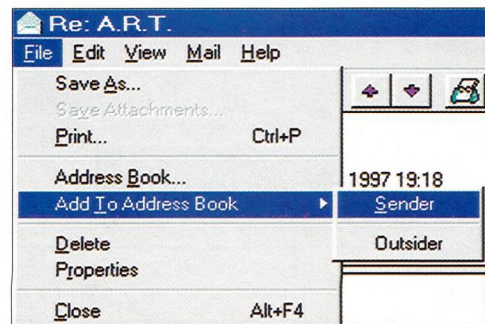 Re: A.R.T.
File Edit View Mail Help
Save As...
Save Attachments...
Print... Ctrl+P
Address Book... 1997 19:18
Add To Address Book Sender
Outsider
Delete
Properties
Close Alt+F4